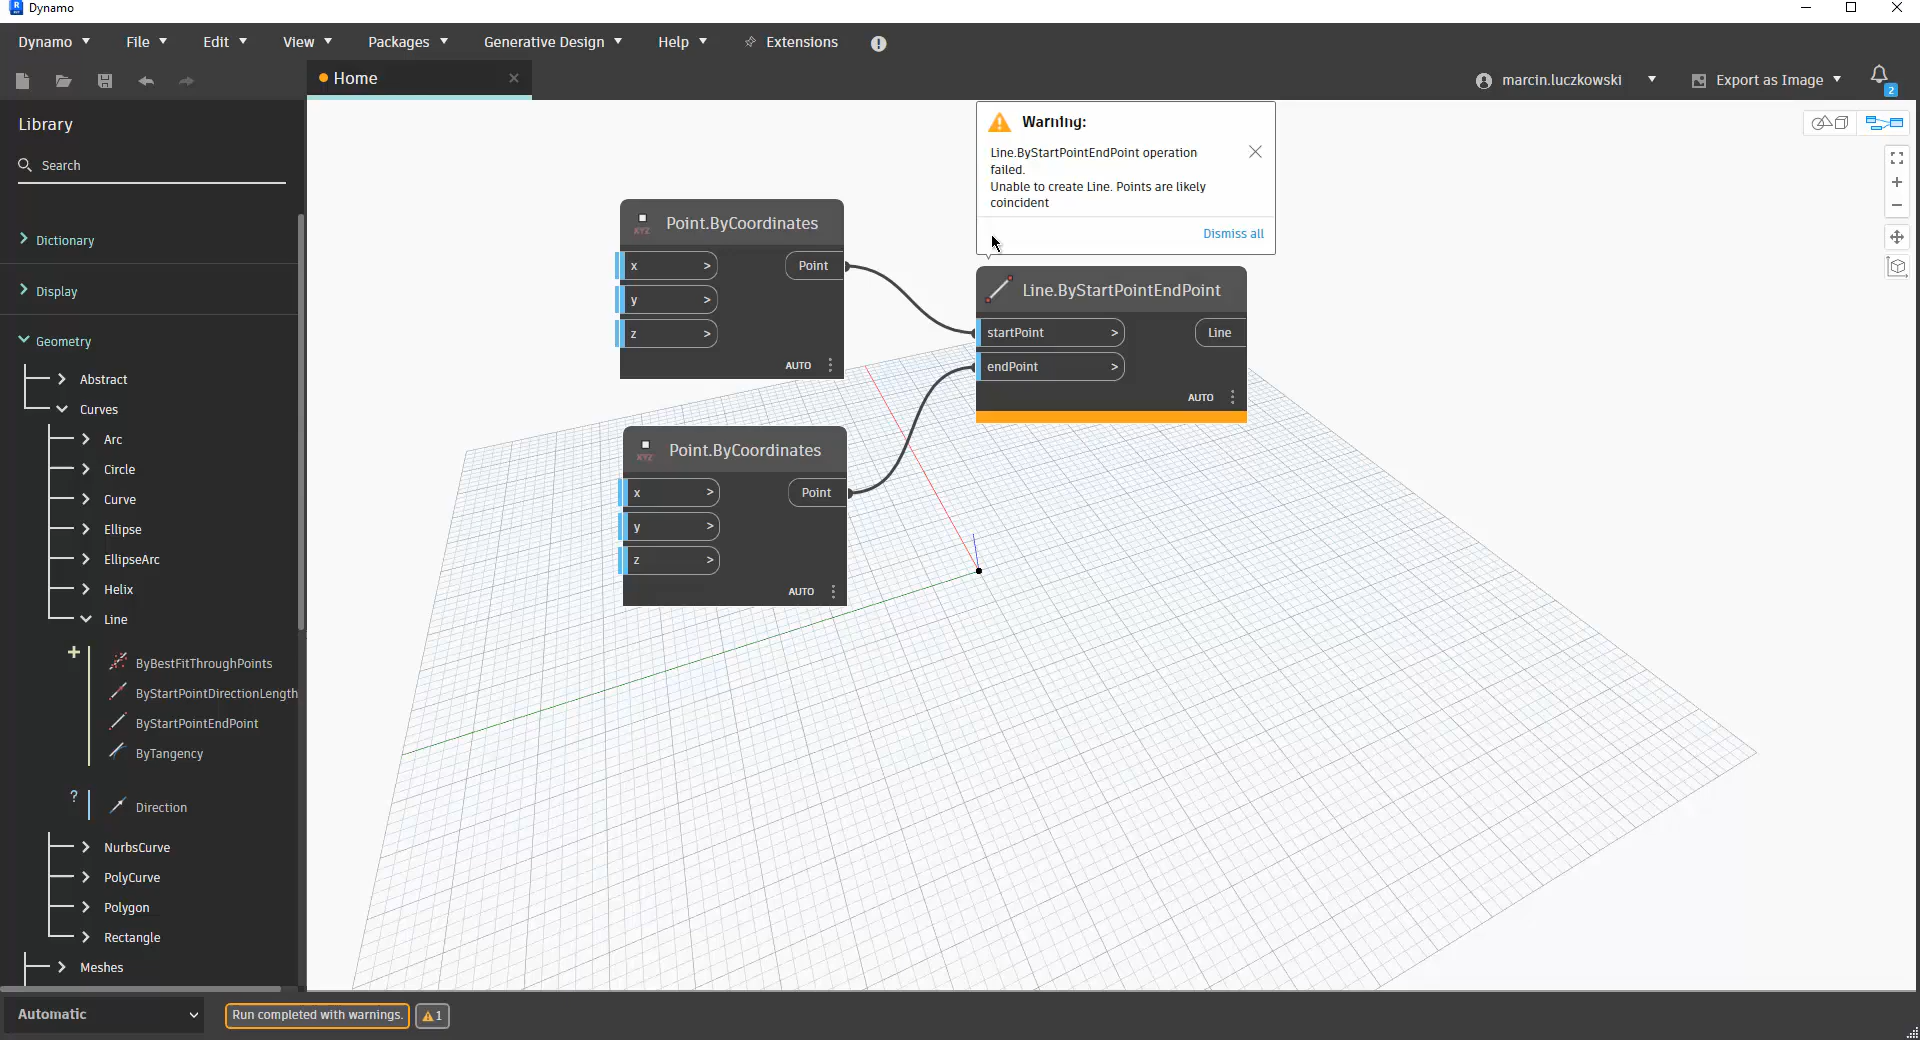 Dynamo
Dynamo File Edit View Packages Generative Design Help Extensions
Home
marcin.luczkowski
Export as Image
2
Library
Search
Dictionary
Display
Geometry
Abstract
Curves
Arc
Circle
Curve
Ellipse
EllipseArc
Helix
Line
ByBestFitThroughPoints
ByStartPointDirectionLength
ByStartPointEndPoint
ByTangency
Direction
NurbsCurve
PolyCurve
Polygon
Rectangle
Meshes
Warning:
Line.ByStartPointEndPoint operation
failed.
Unable to create Line. Points are likely
coincident
Dismiss all
XYZ
Point.ByCoordinates
x > Point
y >
z >
AUTO
Line.ByStartPointEndPoint
startPoint > Line
endPoint >
AUTO
XYZ
Point.ByCoordinates
x > Point
y >
z >
AUTO
Automatic
Run completed with warnings.
1